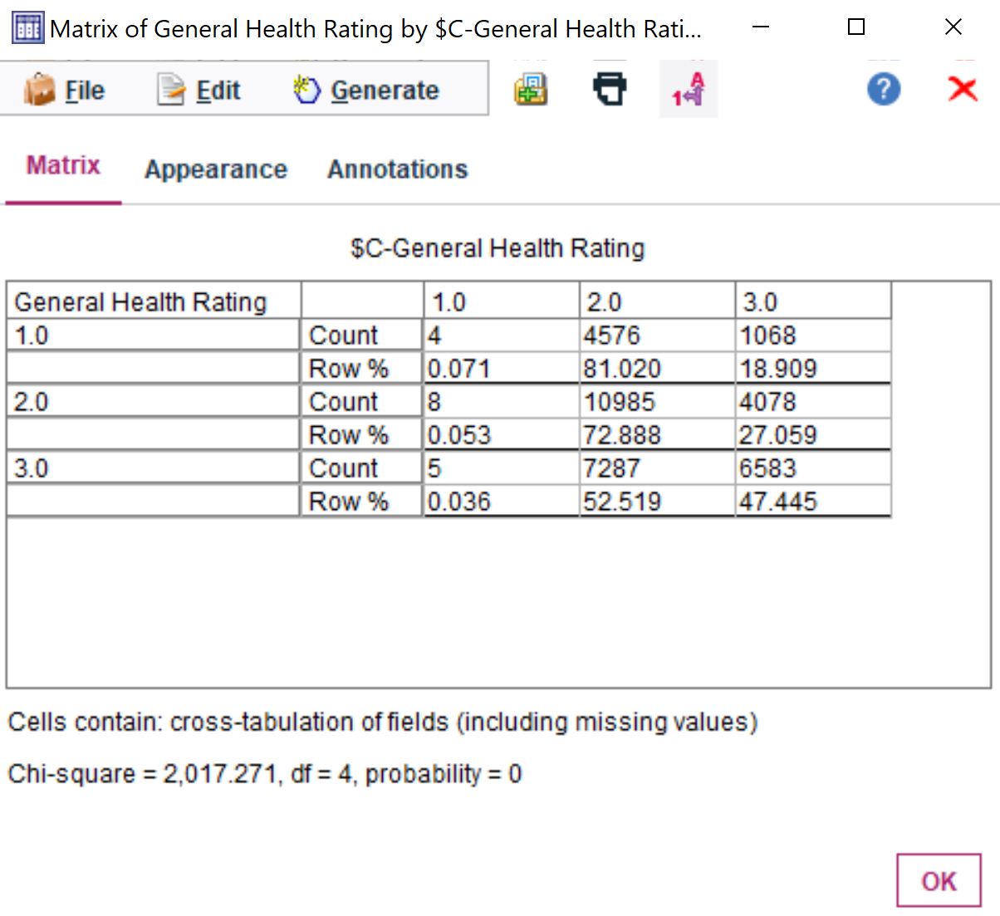 Matrix of General Health Rating by $C-General Health Rati...
File Edit Generate
Matrix Appearance Annotations
$C-General Health Rating
General Health Rating 1.0 2.0 3.0
1.0 Count 4 4576 1068
Row % 0.071 81.020 18.909
2.0 Count 8 10985 4078
Row % 0.053 72.888 27.059
3.0 Count 5 7287 6583
Row % 0.036 52.519 47.445
Cells contain: cross-tabulation of fields (including missing values)
Chi-square = 2,017.271, df = 4, probability = 0
OK